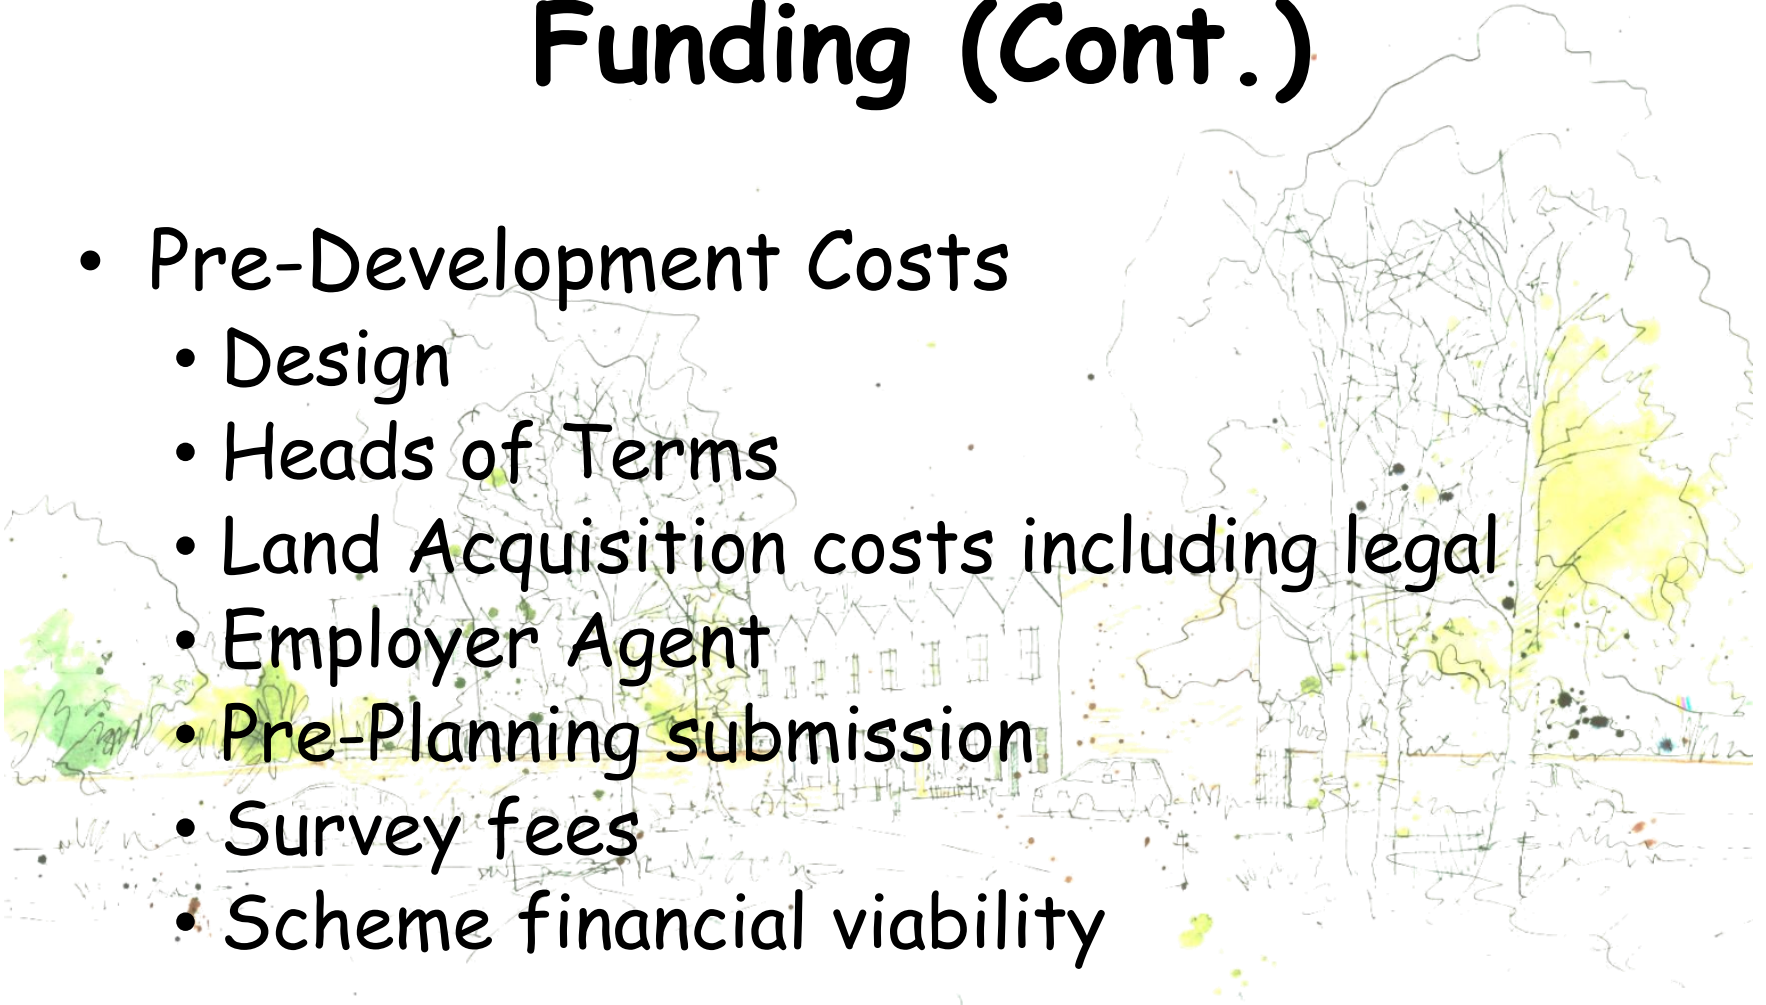 Funding (Cont.)
• Pre-Development Costs
• Design
• Heads of Terms
• Land Acquisition costs including legal
• Employer Agent
• Pre-Planning submission
• Survey fees
• Scheme financial viability